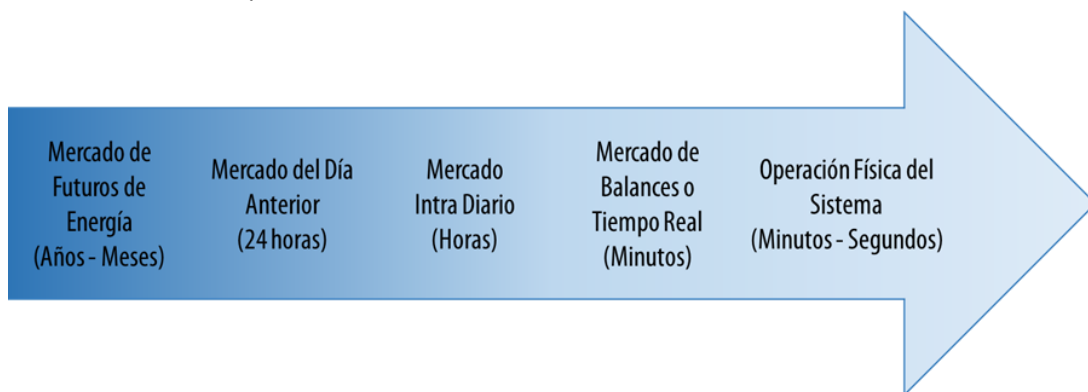 Mercado de
Futuros de
Energía
(Años - Meses)
Mercado del Día
Anterior
(24 horas)
Mercado
Intra Diario
(Horas)
Mercado de
Balances o
Tiempo Real
(Minutos)
Operación Física del
Sistema
(Minutos - Segundos)